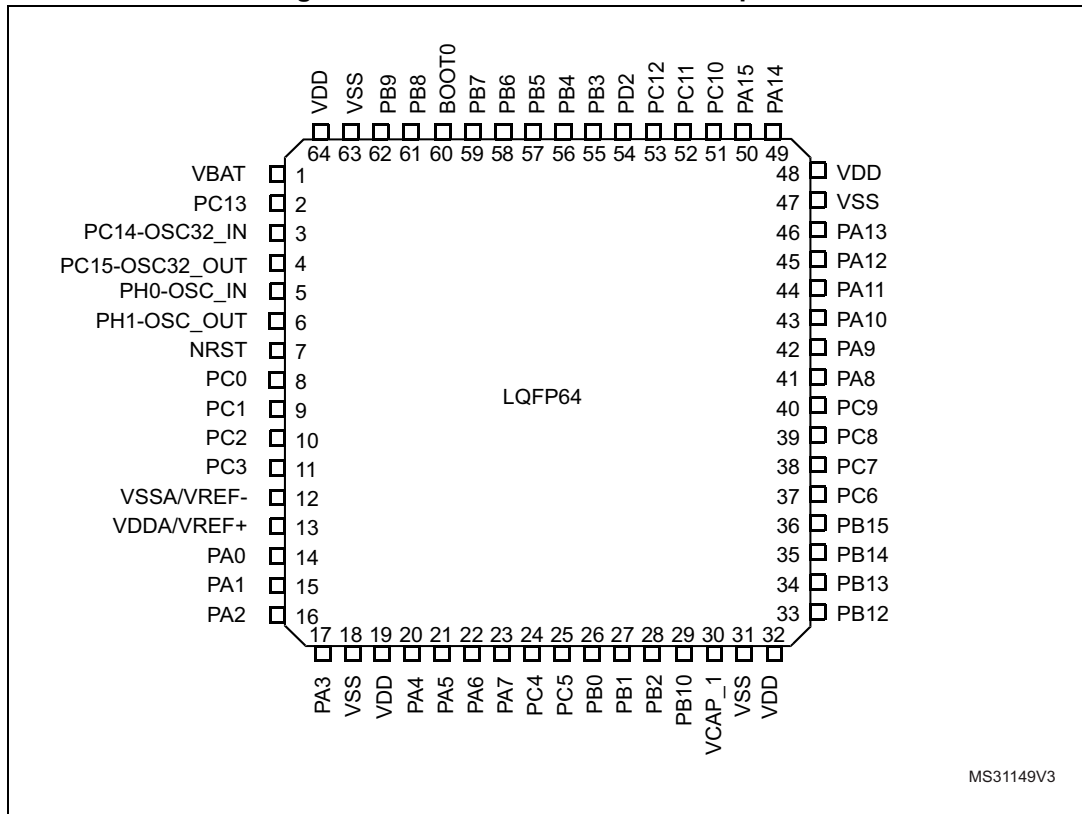 VDD
VSS
PB9
PB8
BOOT0
PB7
PB6
PB5
PB4
PB3
PD2
PC12
PC11
PC10
PA15
PA14
64 63 62 61 60 59 58 57 56 55 54 53 52 51 50 49
VBAT 1
PC13 2
PC14-OSC32_IN 3
PC15-OSC32_OUT 4
PH0-OSC_IN 5
PH1-OSC_OUT 6
NRST 7
PC0 8
PC1 9
PC2 10
PC3 11
VSSA/VREF- 12
VDDA/VREF+ 13
PA0 14
PA1 15
PA2 16
LQFP64
48 VDD
47 VSS
46 PA13
45 PA12
44 PA11
43 PA10
42 PA9
41 PA8
40 PC9
39 PC8
38 PC7
37 PC6
36 PB15
35 PB14
34 PB13
33 PB12
17 18 19 20 21 22 23 24 25 26 27 28 29 30 31 32
PA3
VSS
VDD
PA4
PA5
PA6
PA7
PC4
PC5
PB0
PB1
PB2
PB10
VCAP_1
VSS
VDD
MS31149V3